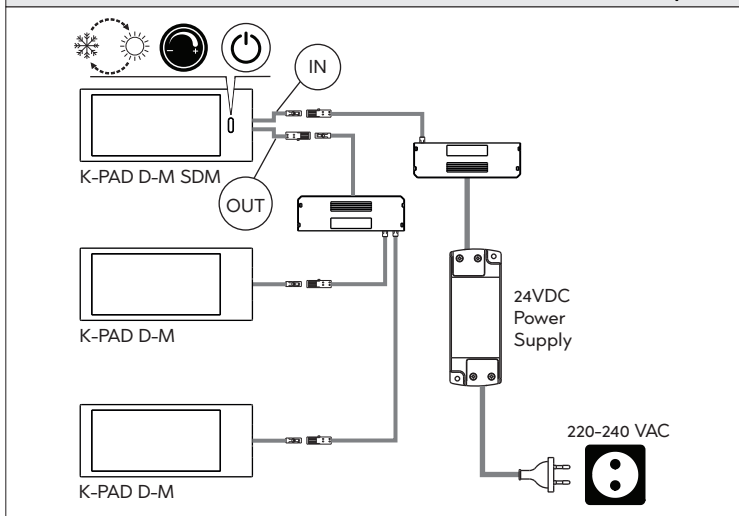 - +
IN
K-PAD D-M SDM
OUT
K-PAD D-M
24VDC
Power
Supply
220-240 VAC
K-PAD D-M